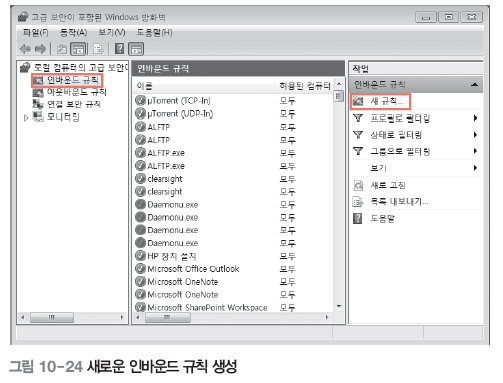 고급 보안이 포함된 Windows 방화벽
파일(F) 동작(A) 보기(V) 도움말(H)
로컬 컴퓨터의 고급 보안이
인바운드 규칙
아웃바운드 규칙
연결 보안 규칙
모니터링
인바운드 규칙
이름 허용된 컴퓨터
µTorrent (TCP-In) 모두
µTorrent (UDP-In) 모두
ALFTP 모두
ALFTP 모두
ALFTP.exe 모두
ALFTP.exe 모두
clearsight 모두
clearsight 모두
Daemonu.exe 모두
Daemonu.exe 모두
Daemonu.exe 모두
Daemonu.exe 모두
HP 장치 설치 모두
Microsoft Office Outlook 모두
Microsoft OneNote 모두
Microsoft OneNote 모두
Microsoft SharePoint Workspace 모두
작업
인바운드 규칙
새 규칙...
프로필로 필터링
상태로 필터링
그룹으로 필터링
보기
새로 고침
목록 내보내기...
도움말
그림 10-24 새로운 인바운드 규칙 생성